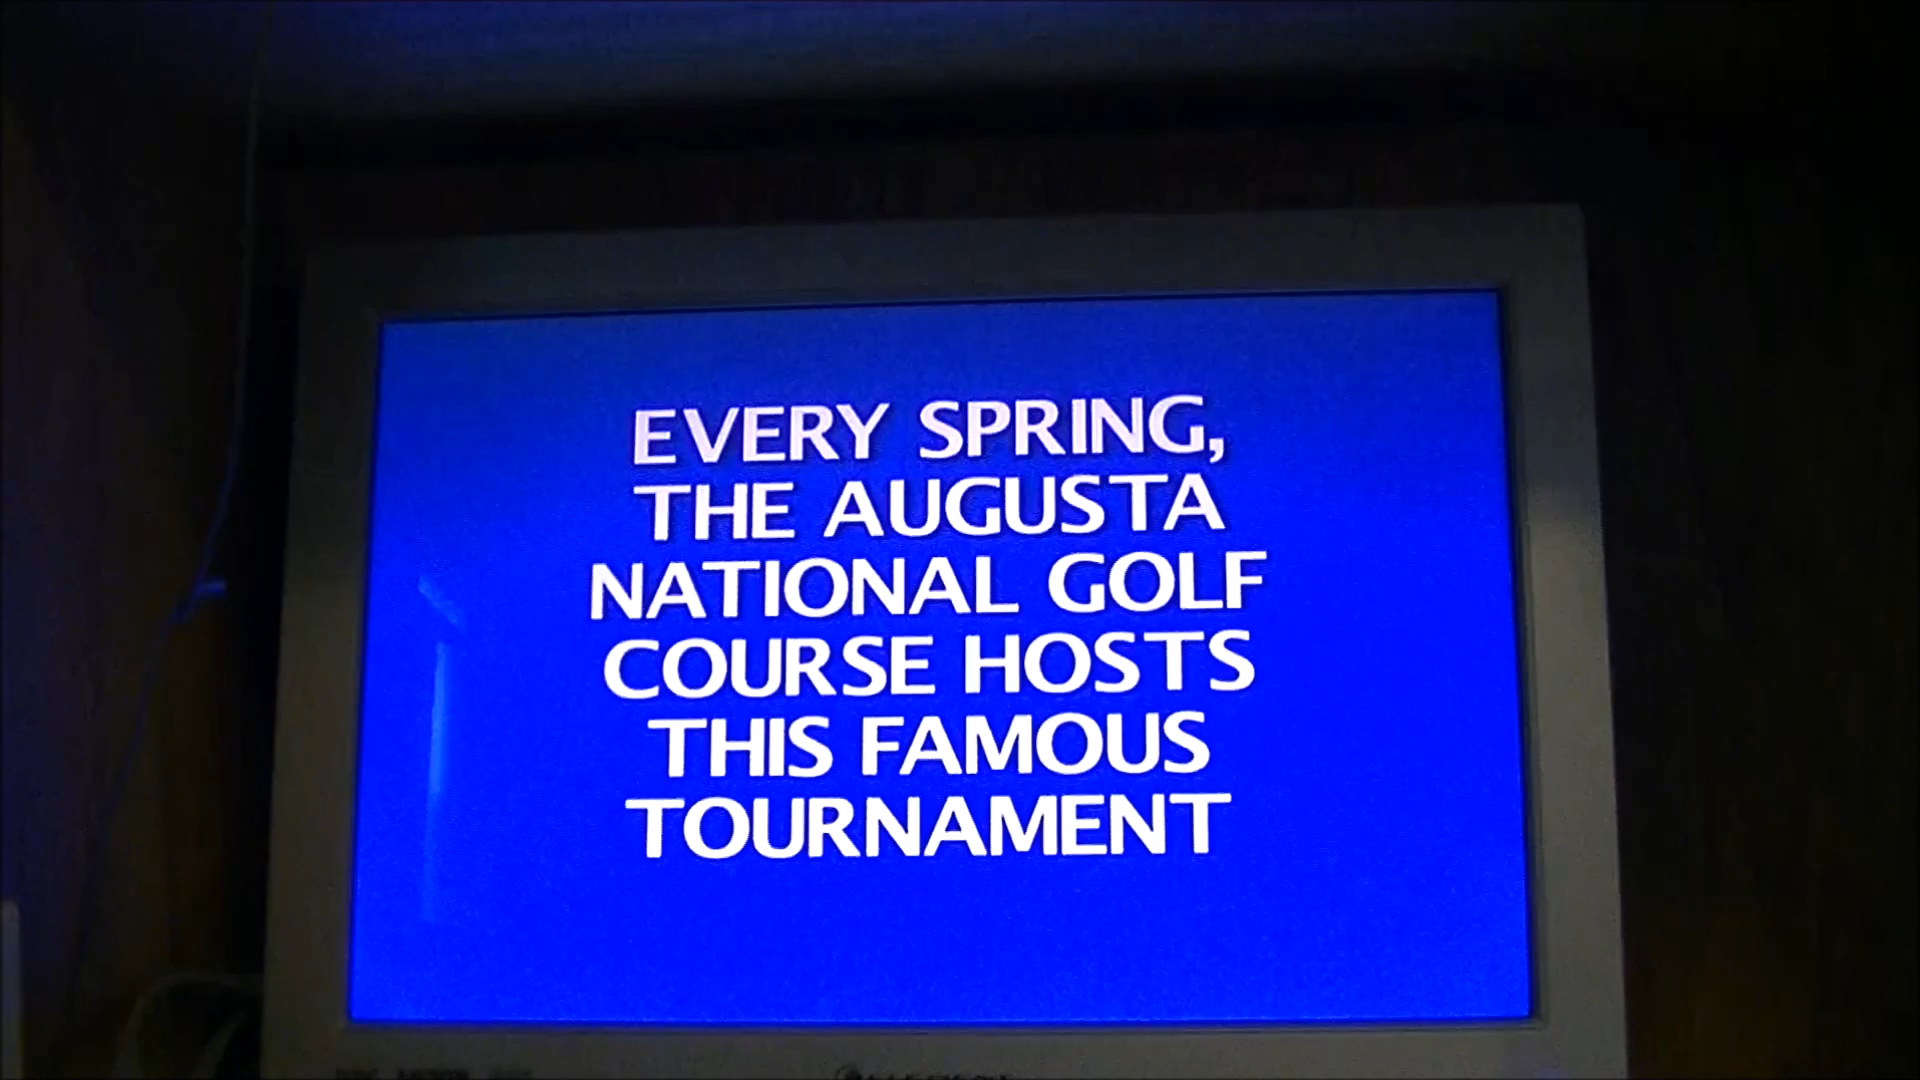 EVERY SPRING,
THE AUGUSTA
NATIONAL GOLF
COURSE HOSTS
THIS FAMOUS
TOURNAMENT